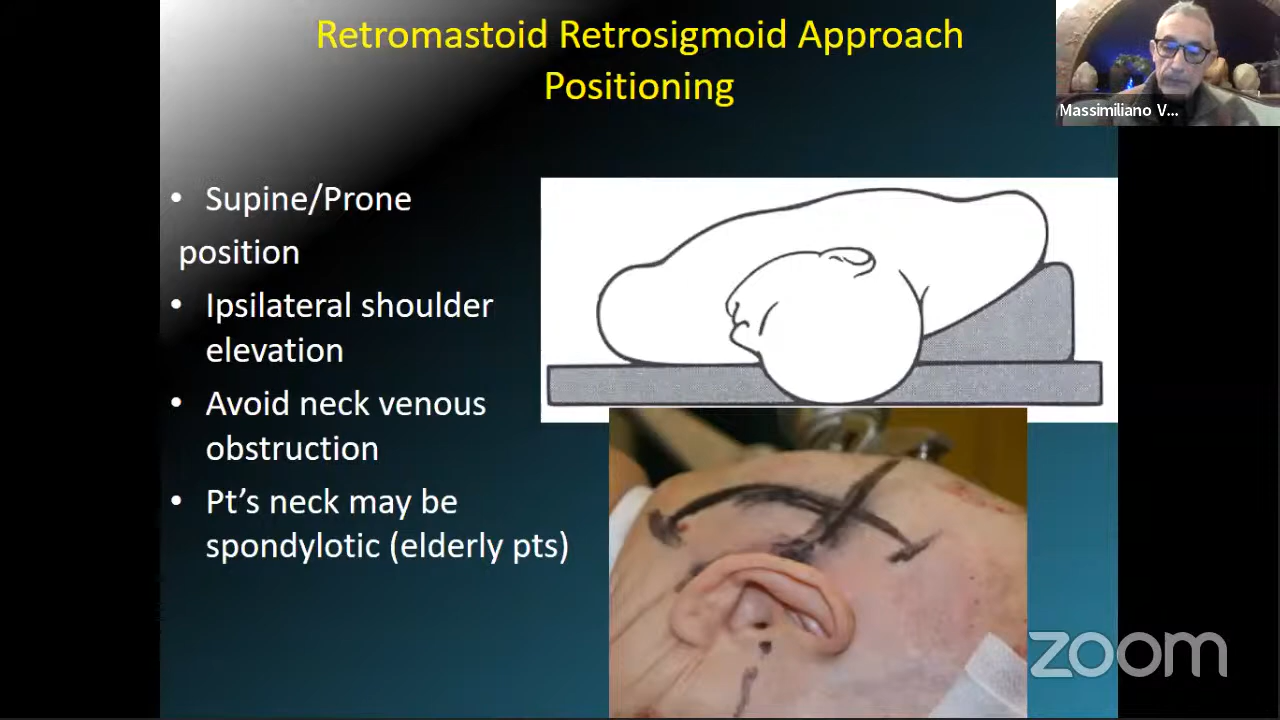 Retromastoid Retrosigmoid Approach
Positioning
Massimiliano V...
• Supine/Prone
position
• Ipsilateral shoulder
elevation
• Avoid neck venous
obstruction
• Pt’s neck may be
spondylotic (elderly pts)
zoom